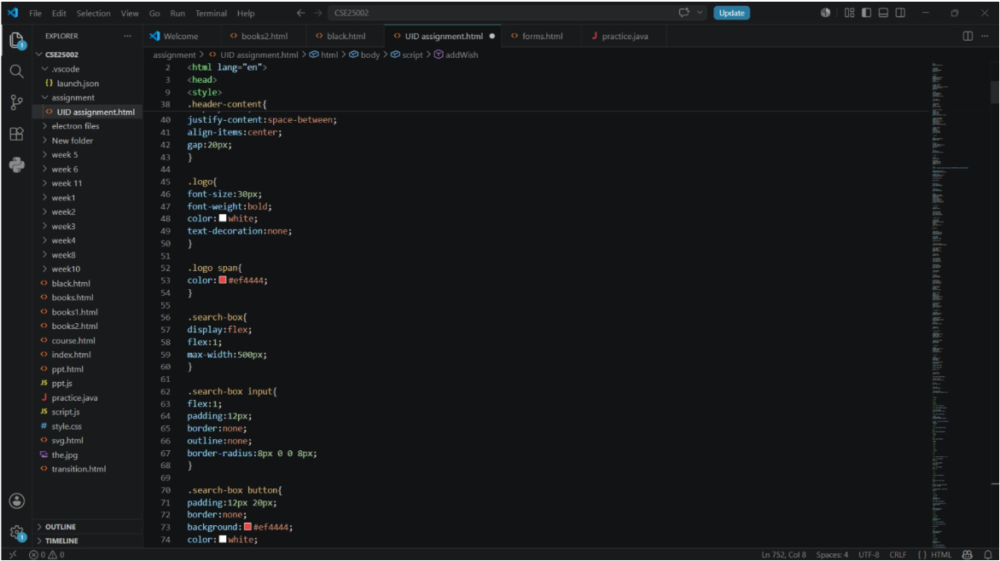 File Edit Selection View Go Run Terminal Help CSE25002 Update
EXPLORER
CSE25002
.vscode
{} launch.json
assignment
UID assignment.html
electron files
New folder
week 5
week 6
week 11
week1
week2
week3
week4
week8
week10
black.html
books.html
books1.html
books2.html
course.html
index.html
ppt.html
JS ppt.js
J practice.java
JS script.js
# style.css
svg.html
the.jpg
transition.html
OUTLINE
TIMELINE
Welcome books2.html black.html UID assignment.html forms.html J practice.java
assignment > UID assignment.html > html > body > script > addWish
2 <html lang="en">
3 <head>
9 <style>
38 .header-content{
40 justify-content:space-between;
41 align-items:center;
42 gap:20px;
43 }
44
45 .logo{
46 font-size:30px;
47 font-weight:bold;
48 color:white;
49 text-decoration:none;
50 }
51
52 .logo span{
53 color:#ef4444;
54 }
55
56 .search-box{
57 display:flex;
58 flex:1;
59 max-width:500px;
60 }
61
62 .search-box input{
63 flex:1;
64 padding:12px;
65 border:none;
66 outline:none;
67 border-radius:8px 0 0 8px;
68 }
69
70 .search-box button{
71 padding:12px 20px;
72 border:none;
73 background:#ef4444;
74 color:white;
0 0 Ln 752, Col 8 Spaces: 4 UTF-8 CRLF {} HTML